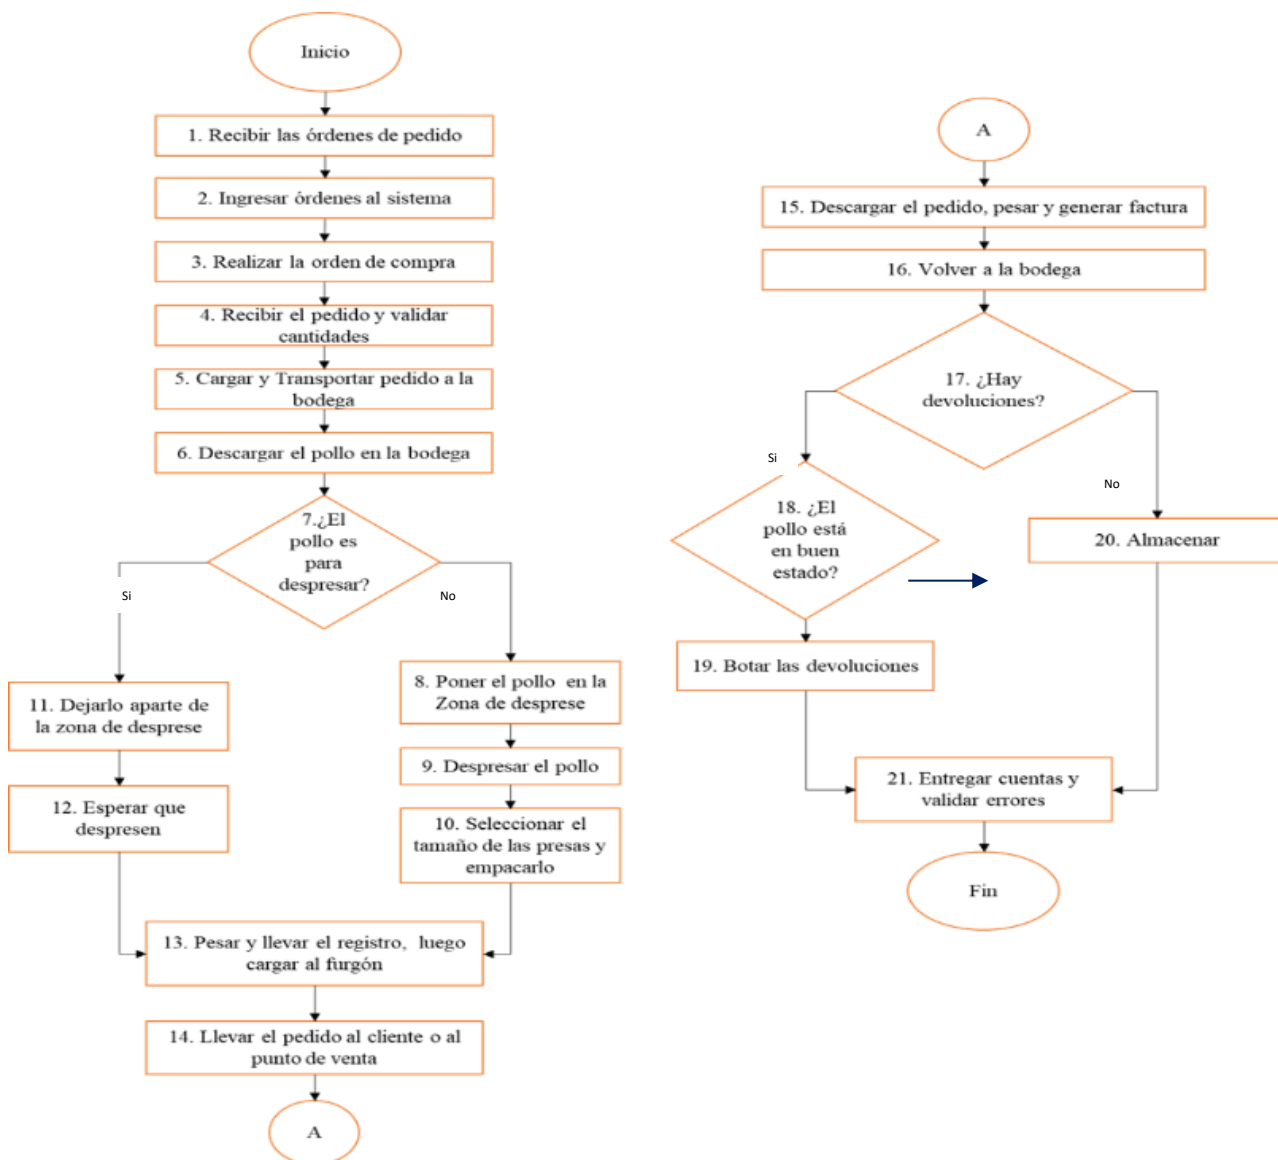 Inicio
1. Recibir las órdenes de pedido
2. Ingresar órdenes al sistema
3. Realizar la orden de compra
4. Recibir el pedido y validar
cantidades
5. Cargar y Transportar pedido a la
bodega
6. Descargar el pollo en la bodega
7.¿El
pollo es
para
despresar?
Si
No
11. Dejarlo aparte de
la zona de desprese
12. Esperar que
despresen
8. Poner el pollo en la
Zona de desprese
9. Despresar el pollo
10. Seleccionar el
tamaño de las presas y
empacarlo
13. Pesar y llevar el registro, luego
cargar al furgón
14. Llevar el pedido al cliente o al
punto de venta
A
A
15. Descargar el pedido, pesar y generar factura
16. Volver a la bodega
17. ¿Hay
devoluciones?
Si
No
18. ¿El
pollo está
en buen
estado?
20. Almacenar
19. Botar las devoluciones
21. Entregar cuentas y
validar errores
Fin